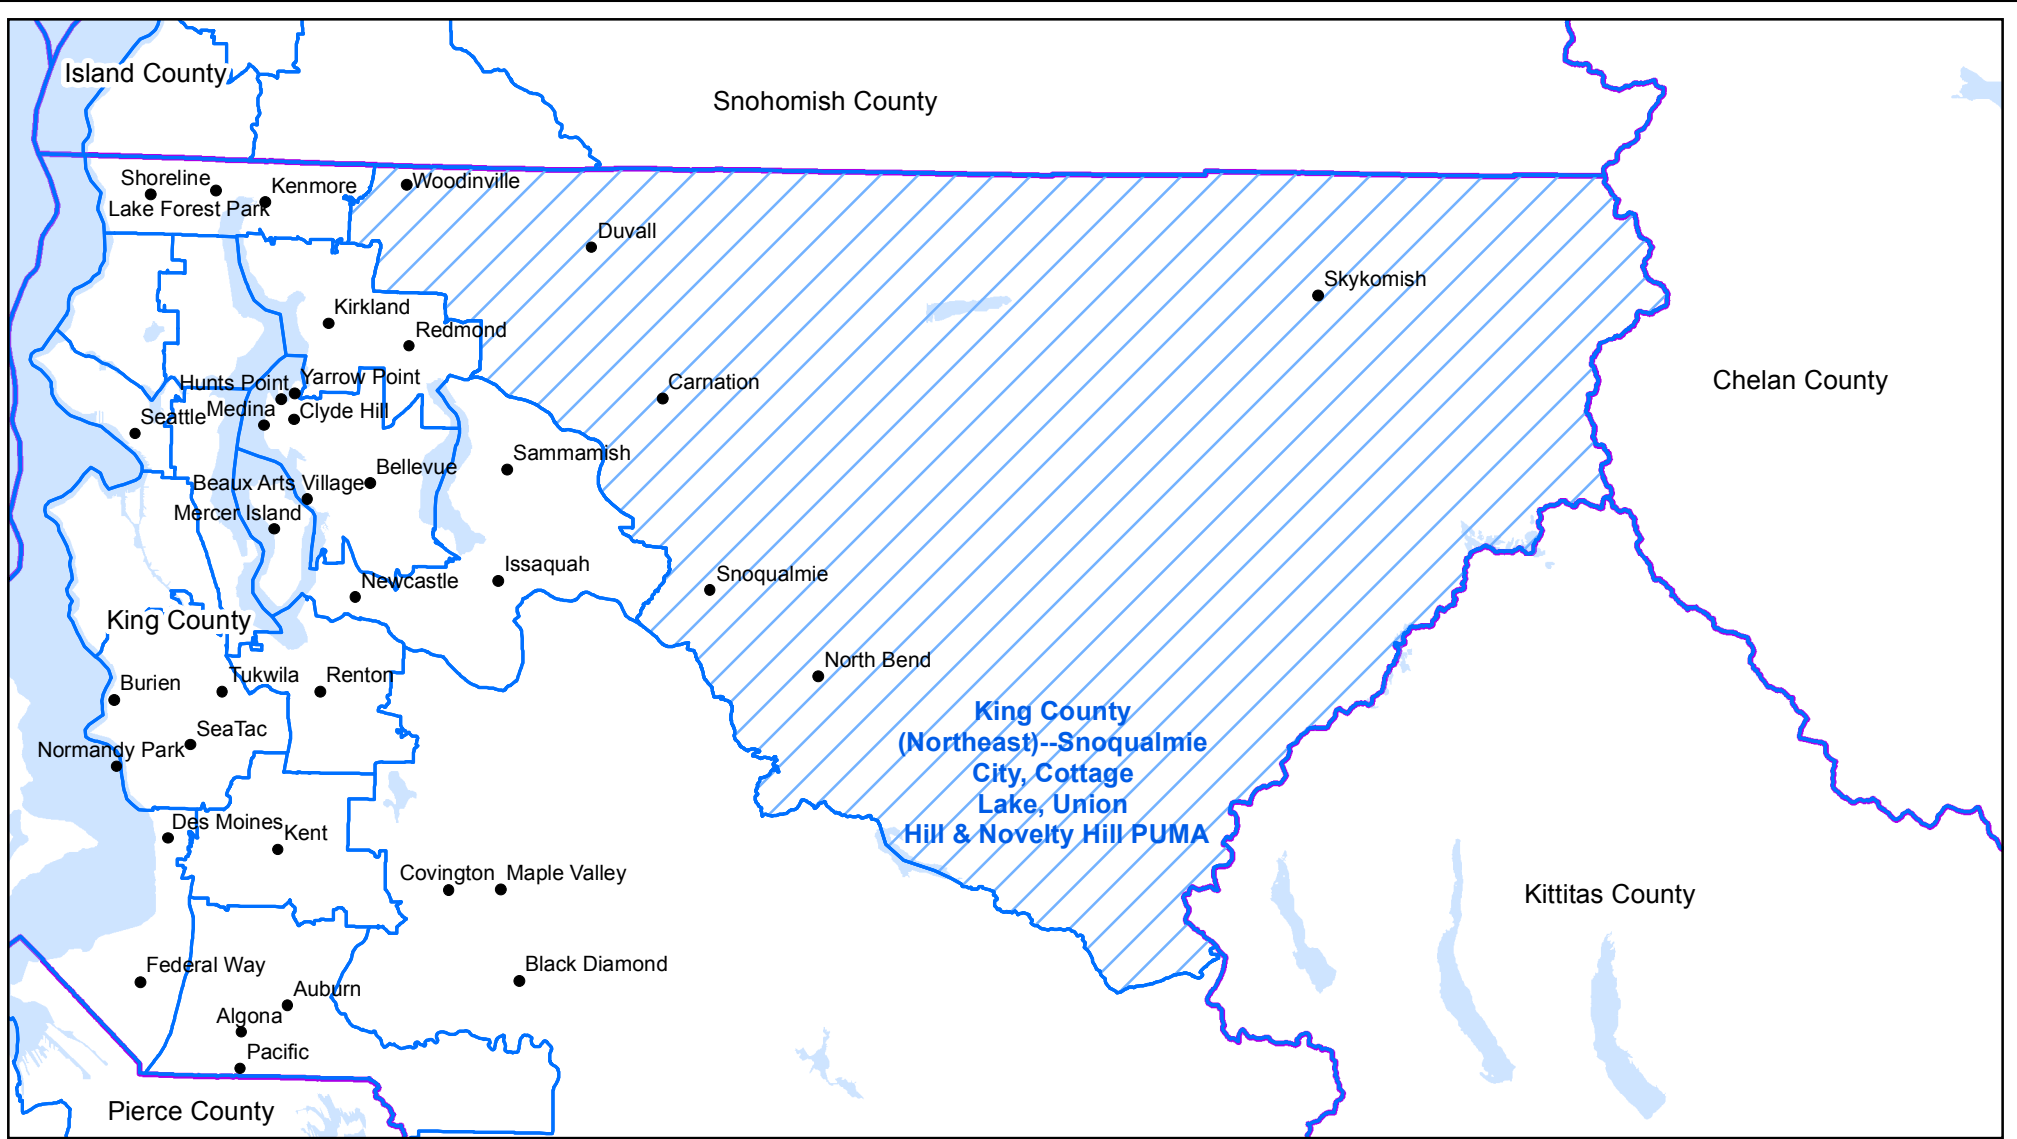 Island County
Snohomish County
Shoreline
Kenmore
Woodinville
Lake Forest Park
Duvall
Skykomish
Kirkland
Redmond
Hunts Point
Yarrow Point
Carnation
Chelan County
Seattle
Medina
Clyde Hill
Sammamish
Bellevue
Beaux Arts Village
Mercer Island
Issaquah
Snoqualmie
Newcastle
King County
North Bend
Tukwila
Renton
Burien
SeaTac
Normandy Park
King County
(Northeast)--Snoqualmie
City, Cottage
Lake, Union
Hill & Novelty Hill PUMA
Des Moines
Kent
Covington
Maple Valley
Kittitas County
Federal Way
Black Diamond
Auburn
Algona
Pacific
Pierce County